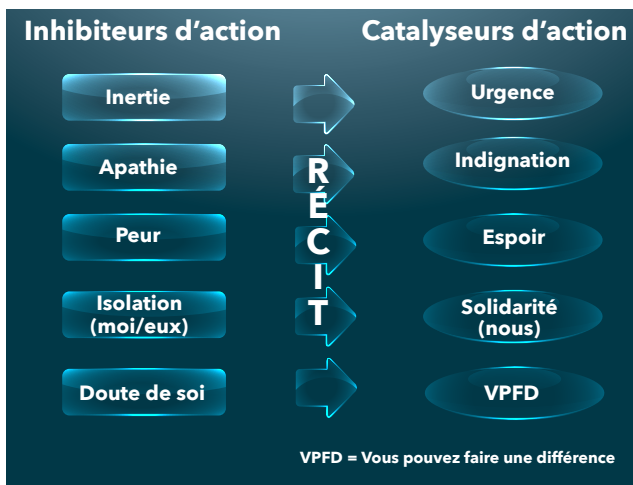 Inhibiteurs d'action
Catalyseurs d'action
Inertie
Urgence
Apathie
Indignation
Peur
Espoir
Isolation
(moi/eux)
Solidarité
(nous)
Doute de soi
VPFD
RÉCIT
VPFD = Vous pouvez faire une différence